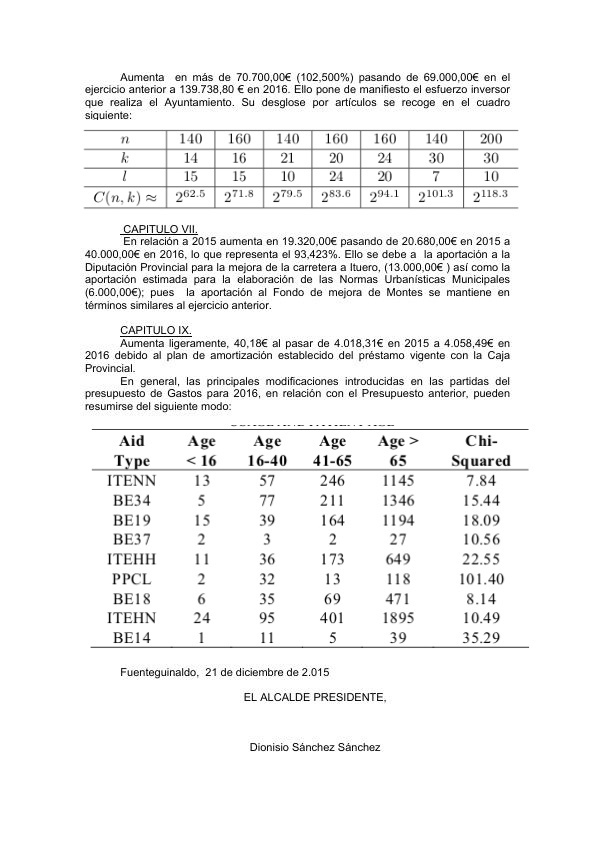 Aumenta en más de 70.700,00€ (102,500%) pasando de 69.000,00€ en el
ejercicio anterior a 139.738,80 € en 2016. Ello pone de manifiesto el esfuerzo inversor
que realiza el Ayuntamiento. Su desglose por artículos se recoge en el cuadro
siguiente:
n 140 160 140 160 160 140 200
k 14 16 21 20 24 30 30
l 15 15 10 24 20 7 10
C(n, k) ≈ 2^62.5 2^71.8 2^79.5 2^83.6 2^94.1 2^101.3 2^118.3
CAPITULO VII.
En relación a 2015 aumenta en 19.320,00€ pasando de 20.680,00€ en 2015 a
40.000,00€ en 2016, lo que representa el 93,423%. Ello se debe a la aportación a la
Diputación Provincial para la mejora de la carretera a Ituero, (13.000,00€ ) así como la
aportación estimada para la elaboración de las Normas Urbanísticas Municipales
(6.000,00€); pues la aportación al Fondo de mejora de Montes se mantiene en
términos similares al ejercicio anterior.
CAPITULO IX.
Aumenta ligeramente, 40,18€ al pasar de 4.018,31€ en 2015 a 4.058,49€ en
2016 debido al plan de amortización establecido del préstamo vigente con la Caja
Provincial.
En general, las principales modificaciones introducidas en las partidas del
presupuesto de Gastos para 2016, en relación con el Presupuesto anterior, pueden
resumirse del siguiente modo:
Aid Age Age Age Age > Chi-
Type < 16 16-40 41-65 65 Squared
ITENN 13 57 246 1145 7.84
BE34 5 77 211 1346 15.44
BE19 15 39 164 1194 18.09
BE37 2 3 2 27 10.56
ITEHH 11 36 173 649 22.55
PPCL 2 32 13 118 101.40
BE18 6 35 69 471 8.14
ITEHN 24 95 401 1895 10.49
BE14 1 11 5 39 35.29
Fuenteguinaldo, 21 de diciembre de 2.015
EL ALCALDE PRESIDENTE,
Dionisio Sánchez Sánchez